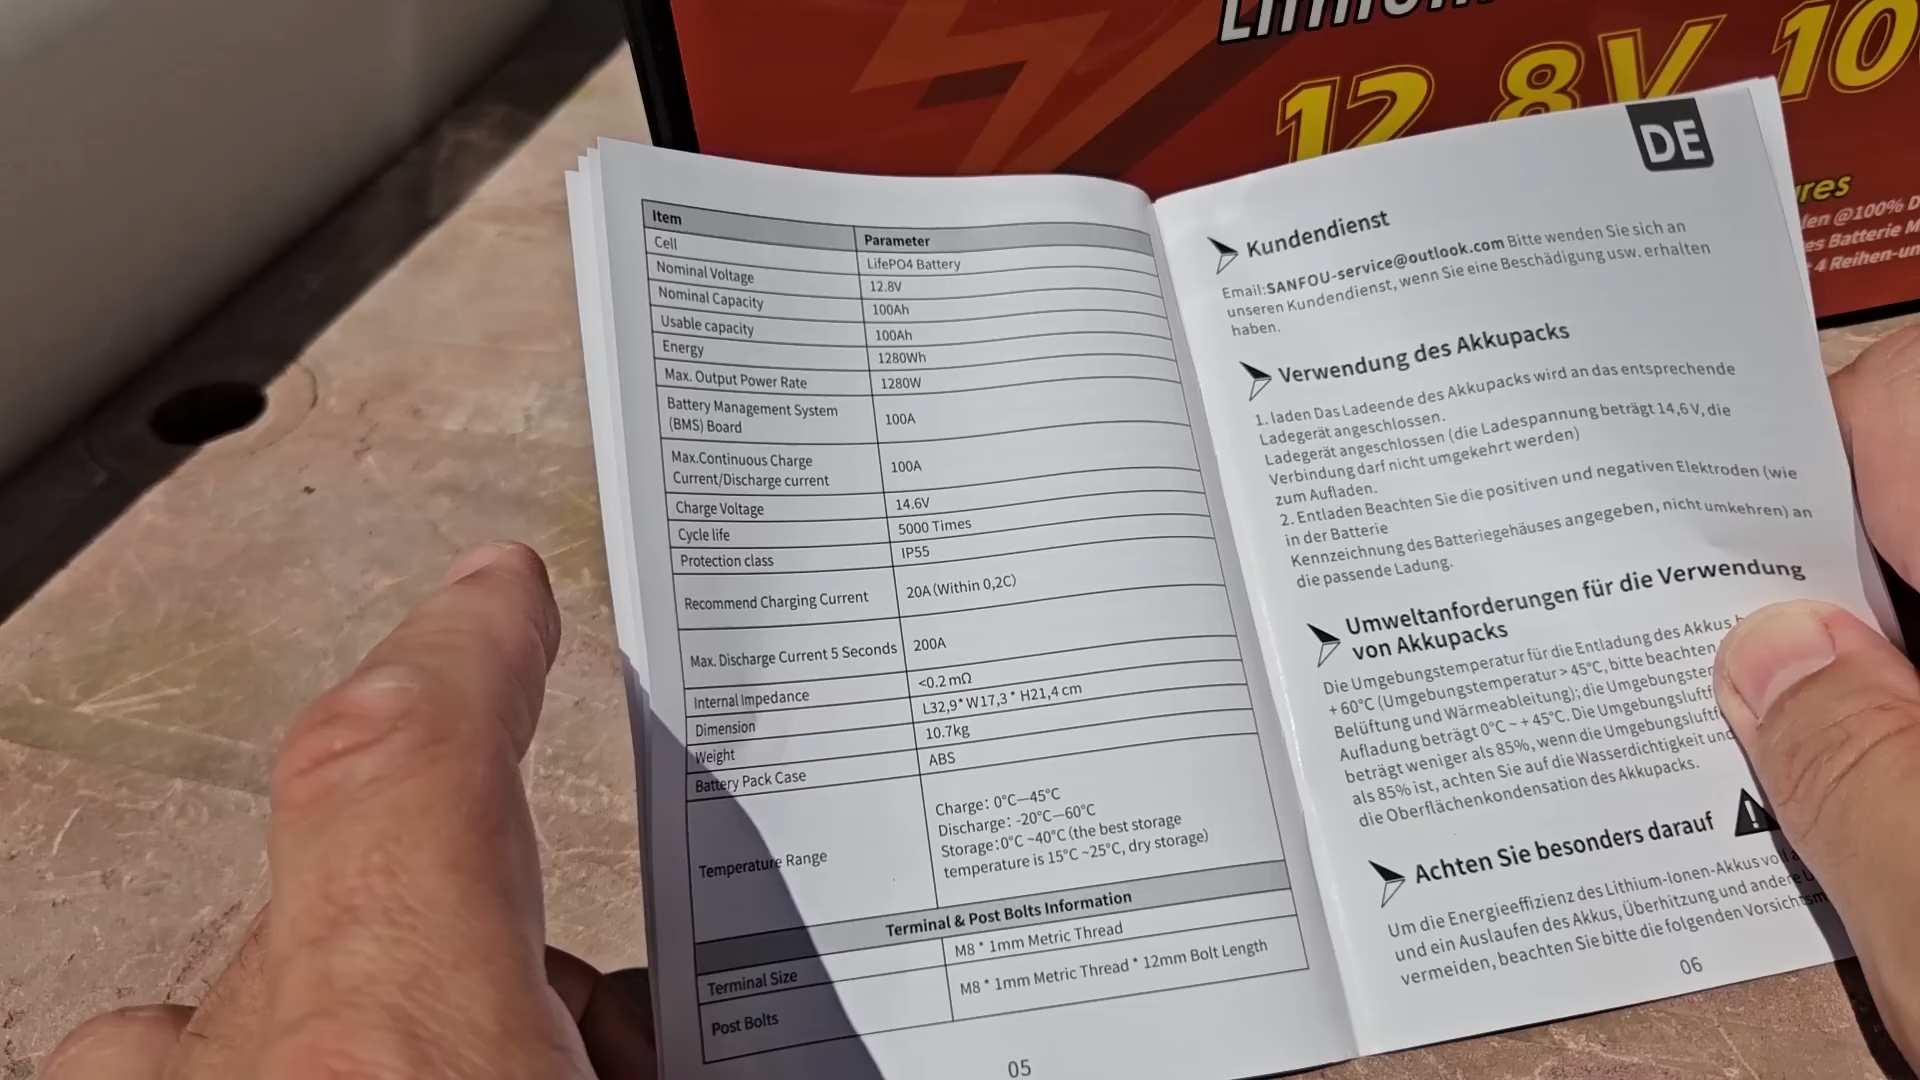 12.8V 10
Item Parameter
Cell LifePO4 Battery
Nominal Voltage 12.8V
Nominal Capacity 100Ah
Usable capacity 100Ah
Energy 1280Wh
Max. Output Power Rate 1280W
Battery Management System
(BMS) Board 100A
Max.Continuous Charge
Current/Discharge current 100A
Charge Voltage 14.6V
Cycle life 5000 Times
Protection class IP55
Recommend Charging Current 20A (Within 0,2C)
Max. Discharge Current 5 Seconds 200A
Internal Impedance <0.2 mΩ
Dimension L32,9* W17,3 * H21,4 cm
Weight 10.7kg
Battery Pack Case ABS
Temperature Range
Charge: 0°C—45°C
Discharge: -20°C—60°C
Storage:0°C ~40°C (the best storage
temperature is 15°C ~25°C, dry storage)
Terminal & Post Bolts Information
Terminal Size M8 * 1mm Metric Thread
Post Bolts M8 * 1mm Metric Thread * 12mm Bolt Length
05
DE
Kundendienst
Email:SANFOU-service@outlook.com Bitte wenden Sie sich an
unseren Kundendienst, wenn Sie eine Beschädigung usw. erhalten
haben.
Verwendung des Akkupacks
1. laden Das Ladeende des Akkupacks wird an das entsprechende
Ladegerät angeschlossen.
Ladegerät angeschlossen (die Ladespannung beträgt 14,6 V, die
Verbindung darf nicht umgekehrt werden)
zum Aufladen.
2. Entladen Beachten Sie die positiven und negativen Elektroden (wie
in der Batterie
Kennzeichnung des Batteriegehäuses angegeben, nicht umkehren) an
die passende Ladung.
Umweltanforderungen für die Verwendung
von Akkupacks
Die Umgebungstemperatur für die Entladung des Akkus
+ 60°C (Umgebungstemperatur > 45°C, bitte beachten
Belüftung und Wärmeableitung); die
Aufladung beträgt 0°C ~ + 45°C. Die
beträgt weniger als 85%, wenn die
als 85% ist, achten Sie auf die Wasserdichtigkeit und
die Oberflächenkondensation des Akkupacks.
Achten Sie besonders darauf
Um die Energieeffizienz des Lithium-Ionen-Akkus
und ein Auslaufen des Akkus, Überhitzung und andere
vermeiden, beachten Sie bitte die folgenden
06
@100% D
Batterie M